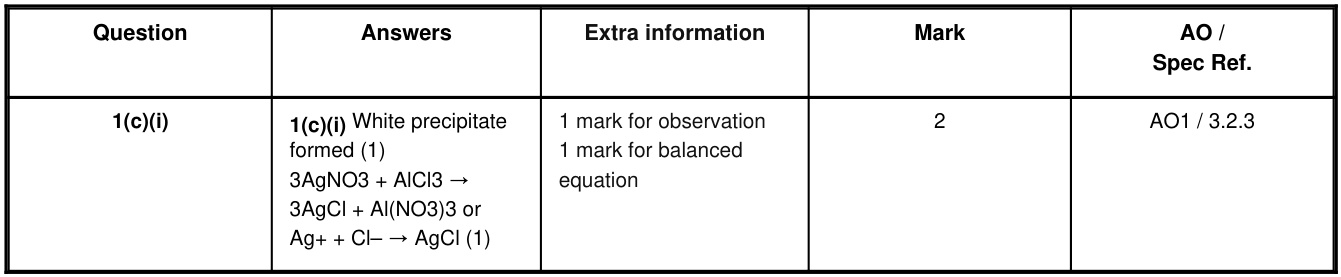 Question Answers Extra information Mark AO /
Spec Ref.
1(c)(i) 1(c)(i) White precipitate 1 mark for observation 2 AO1 / 3.2.3
formed (1) 1 mark for balanced
3AgNO3 + AlCl3 → equation
3AgCl + Al(NO3)3 or
Ag+ + Cl– → AgCl (1)